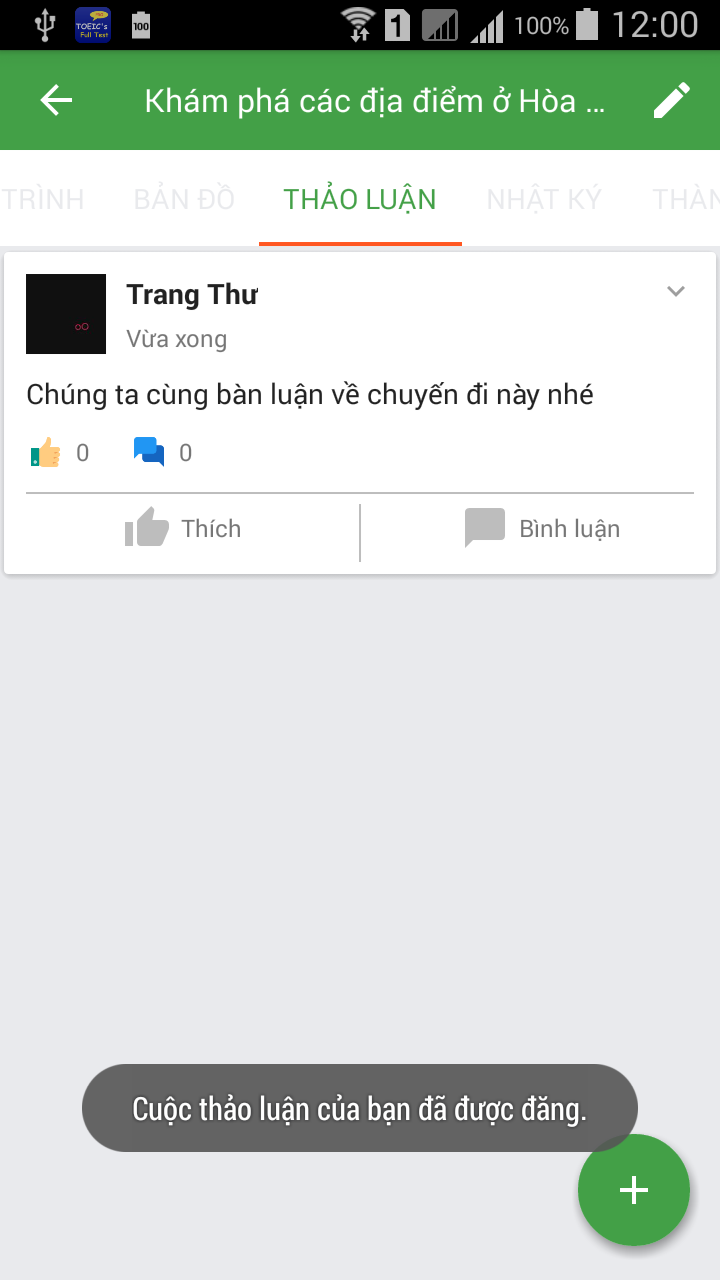 TOEIC's
Full Test
100
1
100%
12:00
Khám phá các địa điểm ở Hòa ...
TRÌNH
BẢN ĐỒ
THẢO LUẬN
NHẬT KÝ
THÀN
Trang Thư
Vừa xong
Chúng ta cùng bàn luận về chuyến đi này nhé
0
0
Thích
Bình luận
Cuộc thảo luận của bạn đã được đăng.